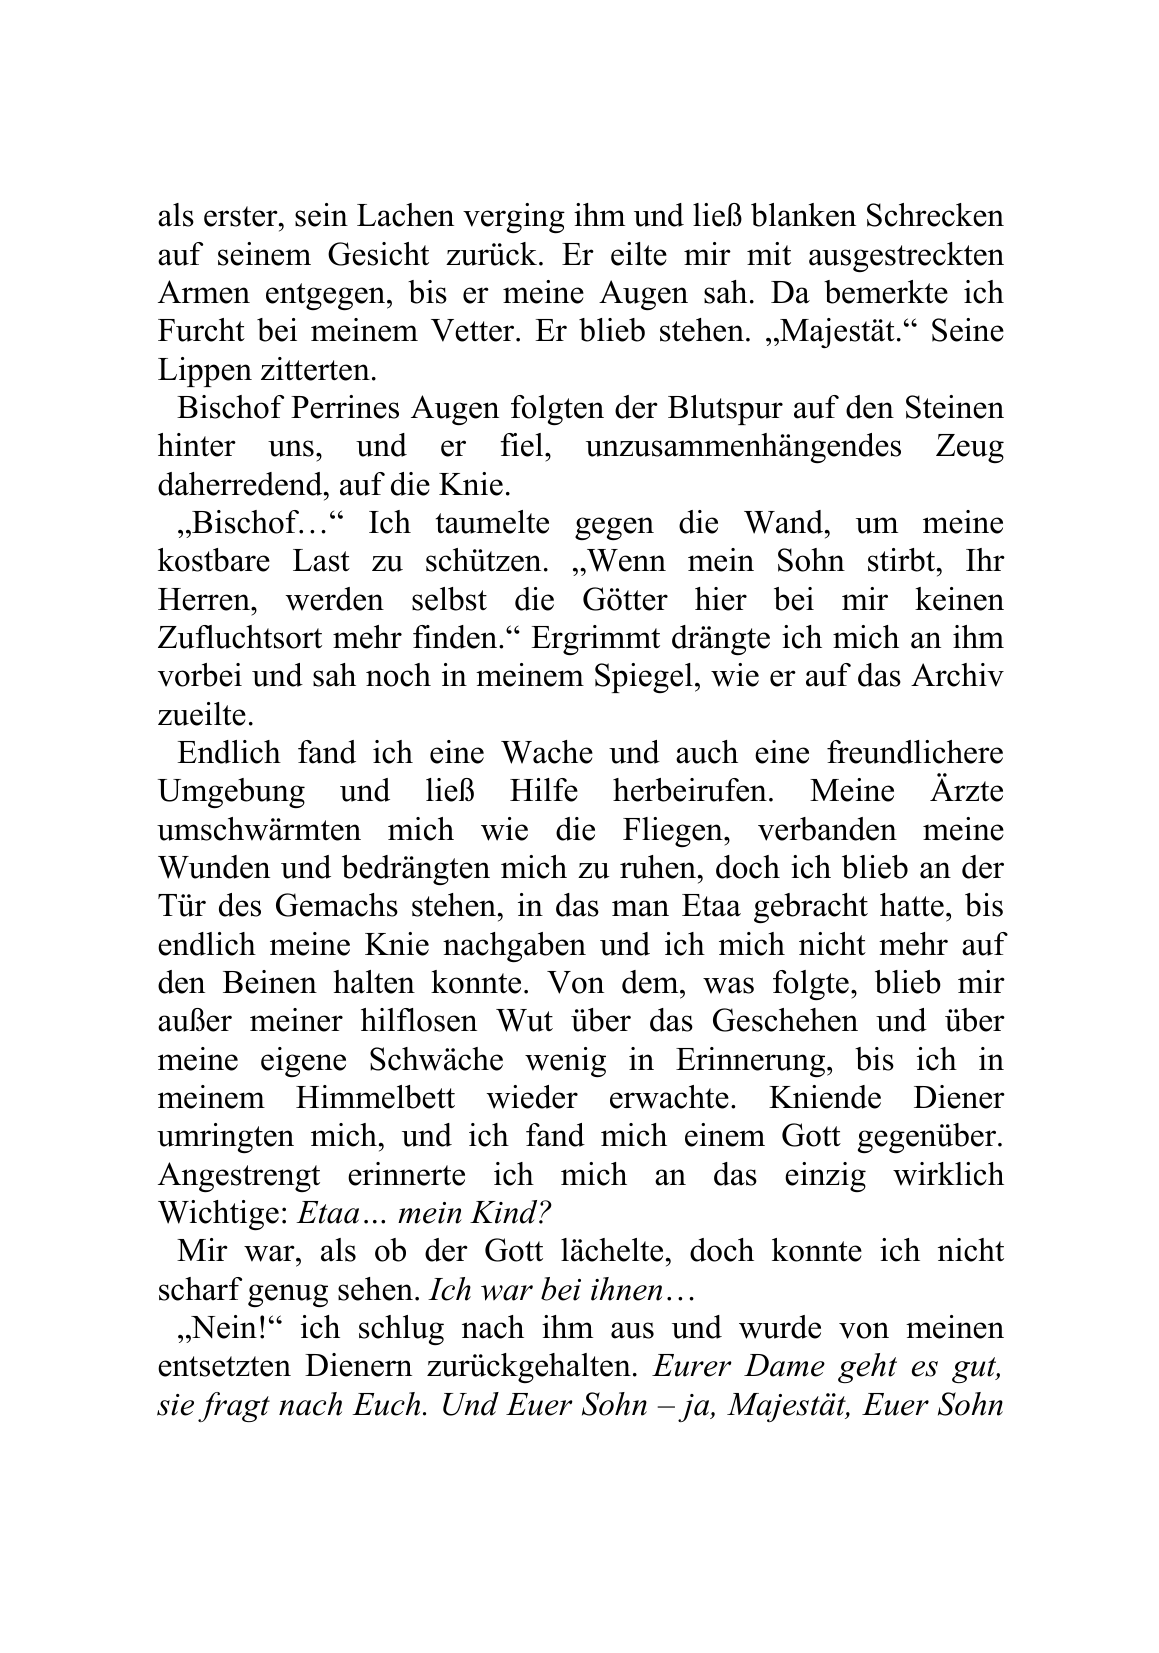 als erster, sein Lachen verging ihm und ließ blanken Schrecken
auf seinem Gesicht zurück. Er eilte mir mit ausgestreckten
Armen entgegen, bis er meine Augen sah. Da bemerkte ich
Furcht bei meinem Vetter. Er blieb stehen. „Majestät.“ Seine
Lippen zitterten.
Bischof Perrines Augen folgten der Blutspur auf den Steinen
hinter uns, und er fiel, unzusammenhängendes Zeug
daherredend, auf die Knie.
„Bischof…“ Ich taumelte gegen die Wand, um meine
kostbare Last zu schützen. „Wenn mein Sohn stirbt, Ihr
Herren, werden selbst die Götter hier bei mir keinen
Zufluchtsort mehr finden.“ Ergrimmt drängte ich mich an ihm
vorbei und sah noch in meinem Spiegel, wie er auf das Archiv
zueilte.
Endlich fand ich eine Wache und auch eine freundlichere
Umgebung und ließ Hilfe herbeirufen. Meine Ärzte
umschwärmten mich wie die Fliegen, verbanden meine
Wunden und bedrängten mich zu ruhen, doch ich blieb an der
Tür des Gemachs stehen, in das man Etaa gebracht hatte, bis
endlich meine Knie nachgaben und ich mich nicht mehr auf
den Beinen halten konnte. Von dem, was folgte, blieb mir
außer meiner hilflosen Wut über das Geschehen und über
meine eigene Schwäche wenig in Erinnerung, bis ich in
meinem Himmelbett wieder erwachte. Kniende Diener
umringten mich, und ich fand mich einem Gott gegenüber.
Angestrengt erinnerte ich mich an das einzig wirklich
Wichtige: Etaa… mein Kind?
Mir war, als ob der Gott lächelte, doch konnte ich nicht
scharf genug sehen. Ich war bei ihnen…
„Nein!“ ich schlug nach ihm aus und wurde von meinen
entsetzten Dienern zurückgehalten. Eurer Dame geht es gut,
sie fragt nach Euch. Und Euer Sohn – ja, Majestät, Euer Sohn